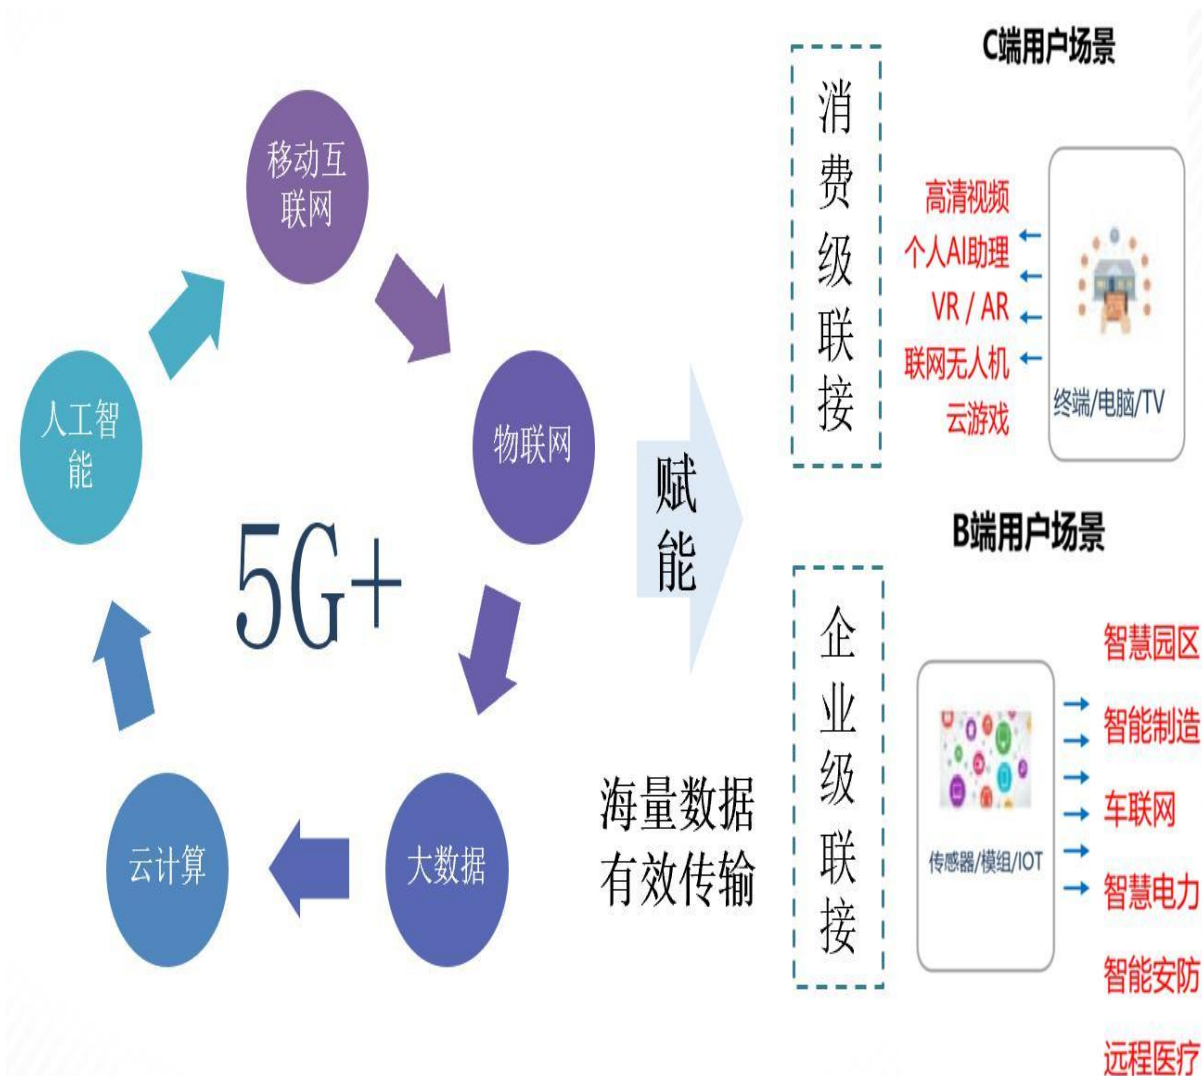 移动互
联网
人工智
能
物联网
5G+
云计算
大数据
赋
能
海量数据
有效传输
消
费
级
联
接
C端用户场景
高清视频
个人AI助理
VR / AR
联网无人机
云游戏
终端/电脑/TV
B端用户场景
企
业
级
联
接
传感器/模组/IOT
智慧园区
智能制造
车联网
智慧电力
智能安防
远程医疗